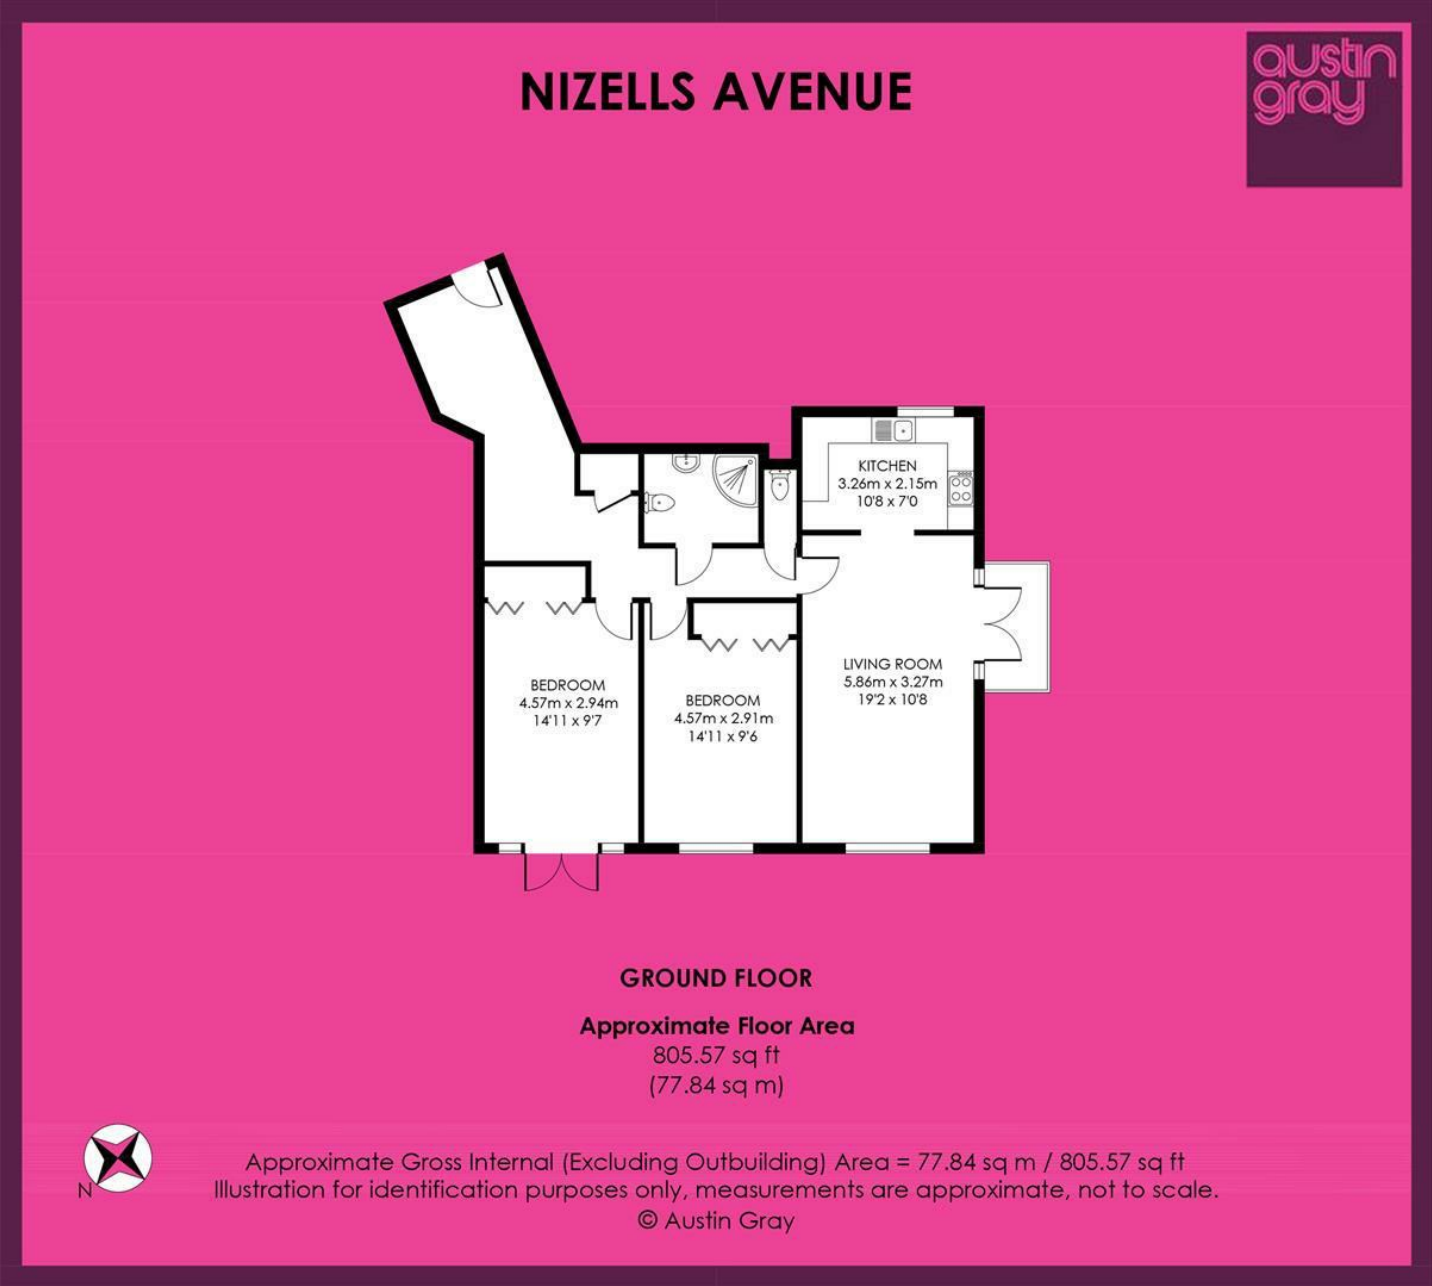 NIZELLS AVENUE
austin
gray
KITCHEN
3.26m x 2.15m
10'8 x 7'0
LIVING ROOM
5.86m x 3.27m
19'2 x 10'8
BEDROOM
4.57m x 2.94m
14'11 x 9'7
BEDROOM
4.57m x 2.91m
14'11 x 9'6
GROUND FLOOR
Approximate Floor Area
805.57 sq ft
(77.84 sq m)
N
Approximate Gross Internal (Excluding Outbuilding) Area = 77.84 sq m / 805.57 sq ft
Illustration for identification purposes only, measurements are approximate, not to scale.
© Austin Gray